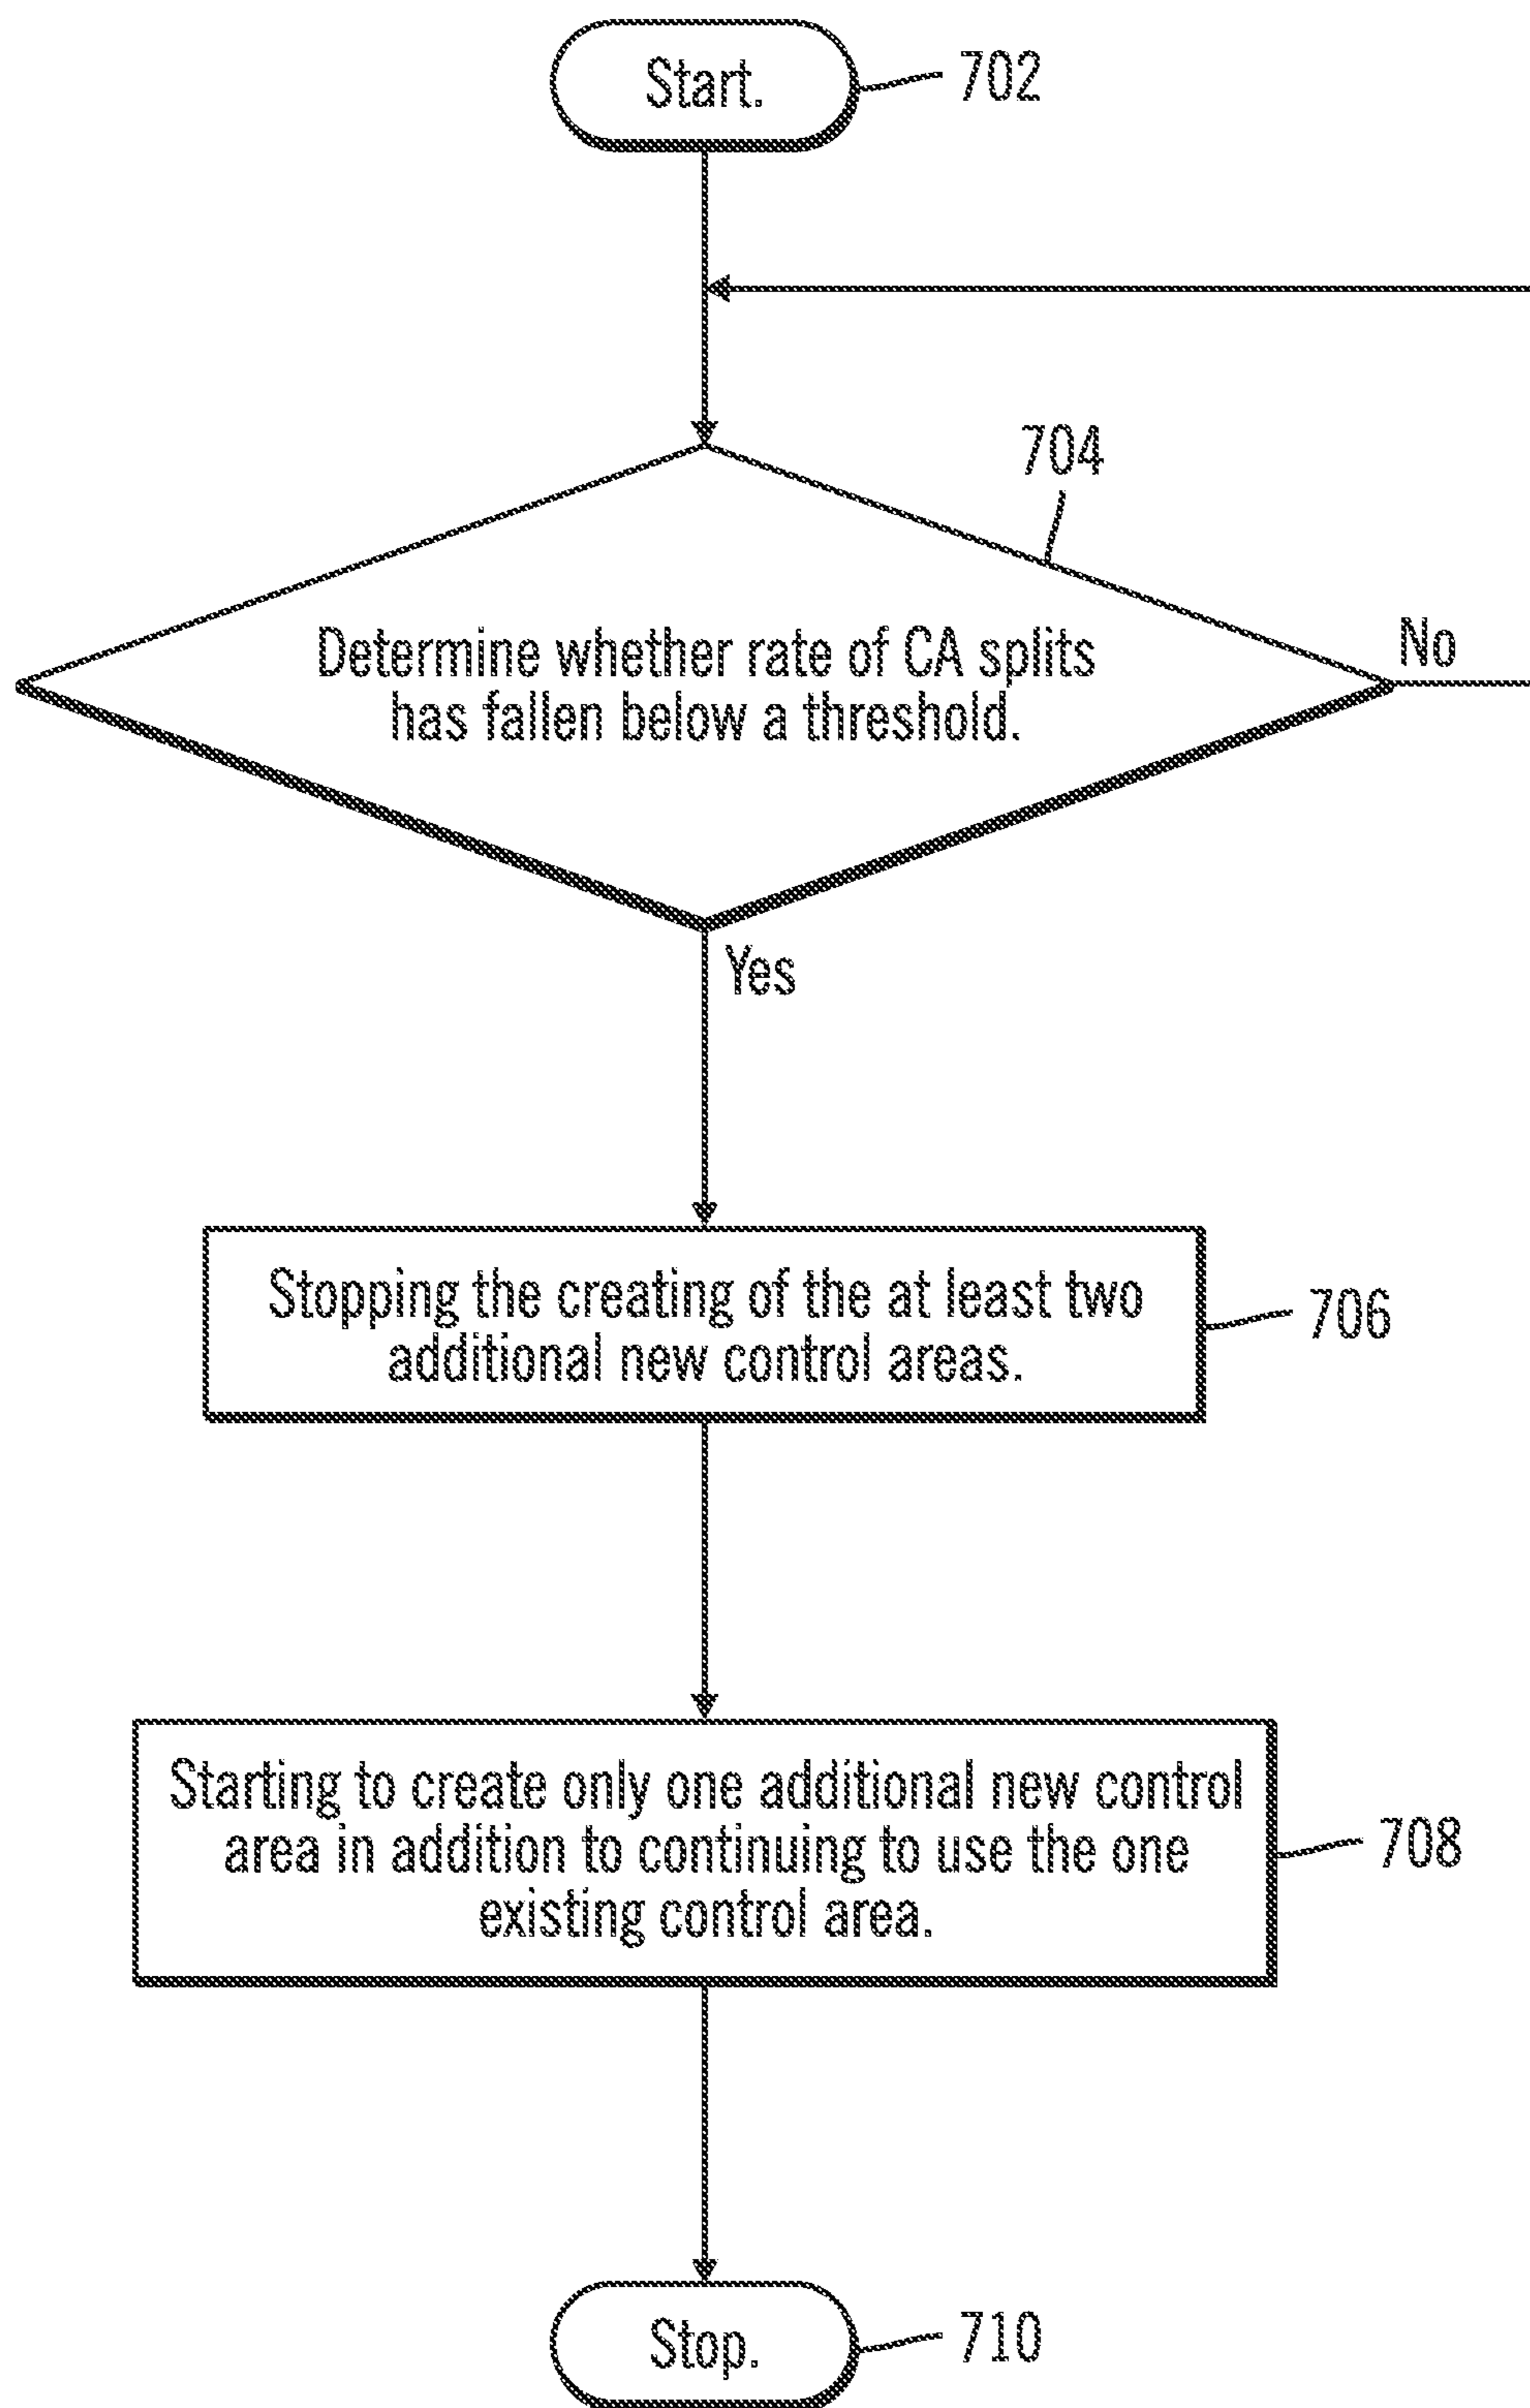 Start.
702
704
Determine whether rate of CA splits
has fallen below a threshold.
No
Yes
Stopping the creating of the at least two
additional new control areas.
706
Starting to create only one additional new control
area in addition to continuing to use the one
existing control area.
708
Stop.
710